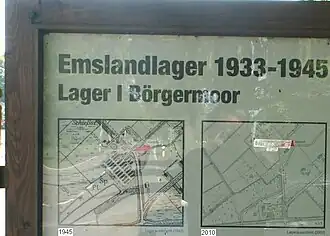 Emslandlager 1933-1945
Lager I Börgermoor
1945
2010